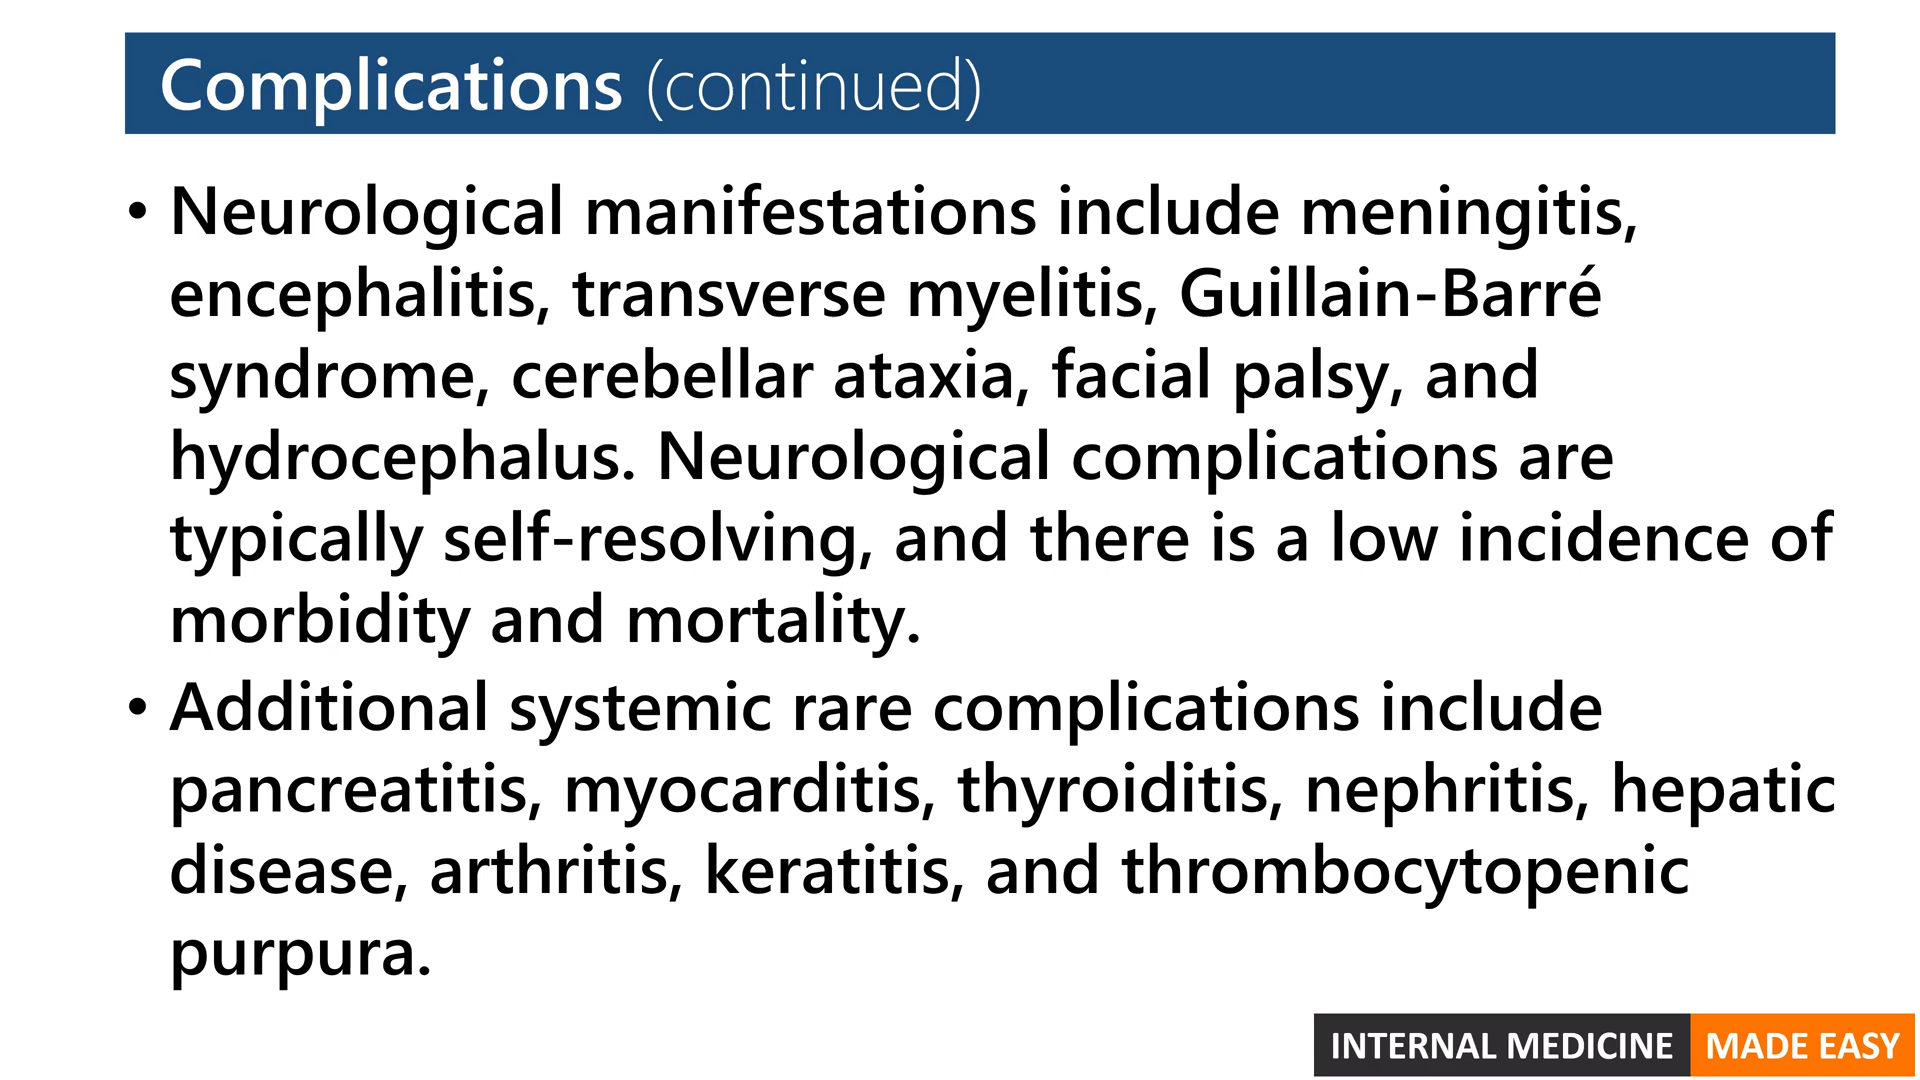 Complications (continued)
• Neurological manifestations include meningitis,
encephalitis, transverse myelitis, Guillain-Barré
syndrome, cerebellar ataxia, facial palsy, and
hydrocephalus. Neurological complications are
typically self-resolving, and there is a low incidence of
morbidity and mortality.
• Additional systemic rare complications include
pancreatitis, myocarditis, thyroiditis, nephritis, hepatic
disease, arthritis, keratitis, and thrombocytopenic
purpura.
INTERNAL MEDICINE MADE EASY